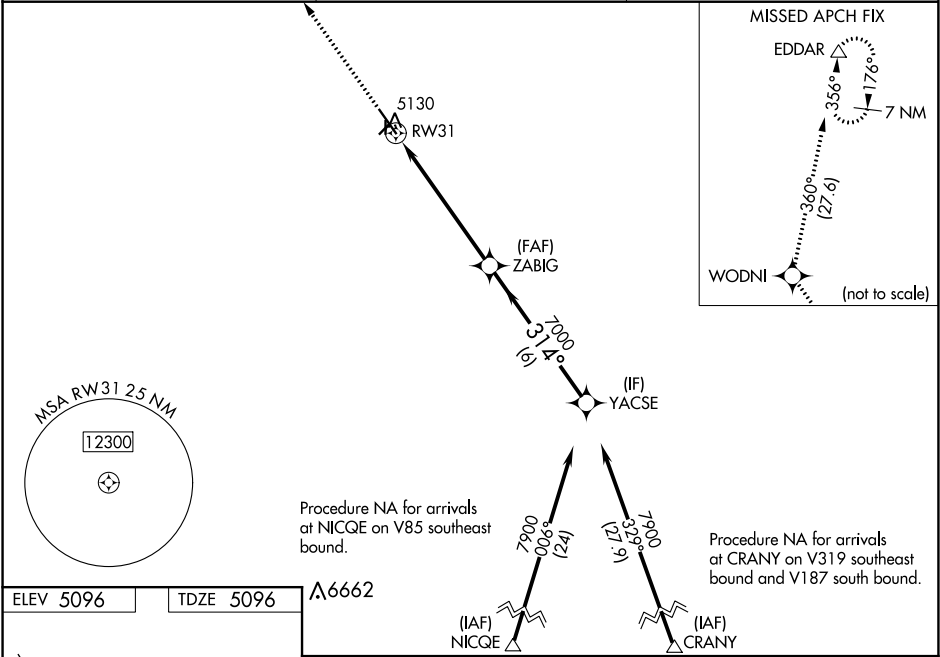 MISSED APCH FIX
EDDAR
356°
176°
7 NM
360°
(27.6)
WODNI
(not to scale)
5130
RW31
(FAF)
ZABIG
7000
314°
(6)
(IF)
YACSE
MSA RW31 25 NM
12300
Procedure NA for arrivals
at NICQE on V85 southeast
bound.
7900
006°
(24)
7900
329°
(27.9)
Procedure NA for arrivals
at CRANY on V319 southeast
bound and V187 south bound.
ELEV 5096
TDZE 5096
6662
(IAF)
NICQE
(IAF)
CRANY